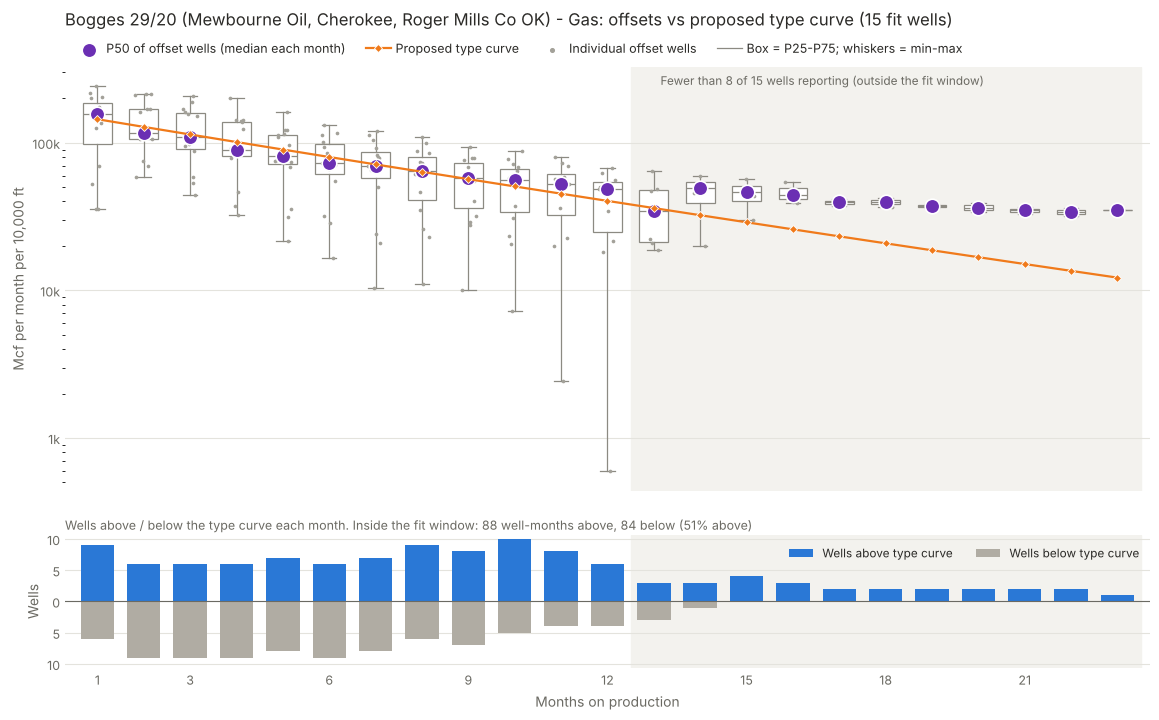 Bogges 29/20 (Mewbourne Oil, Cherokee, Roger Mills Co OK) - Gas: offsets vs proposed type curve (15 fit wells)
P50 of offset wells (median each month) Proposed type curve Individual offset wells Box = P25-P75; whiskers = min-max
Fewer than 8 of 15 wells reporting (outside the fit window)
100k
10k
1k
Mcf per month per 10,000 ft
Wells above / below the type curve each month. Inside the fit window: 88 well-months above, 84 below (51% above)
Wells above type curve Wells below type curve
10
5
0
5
10
Wells
1 3 6 9 12 15 18 21
Months on production